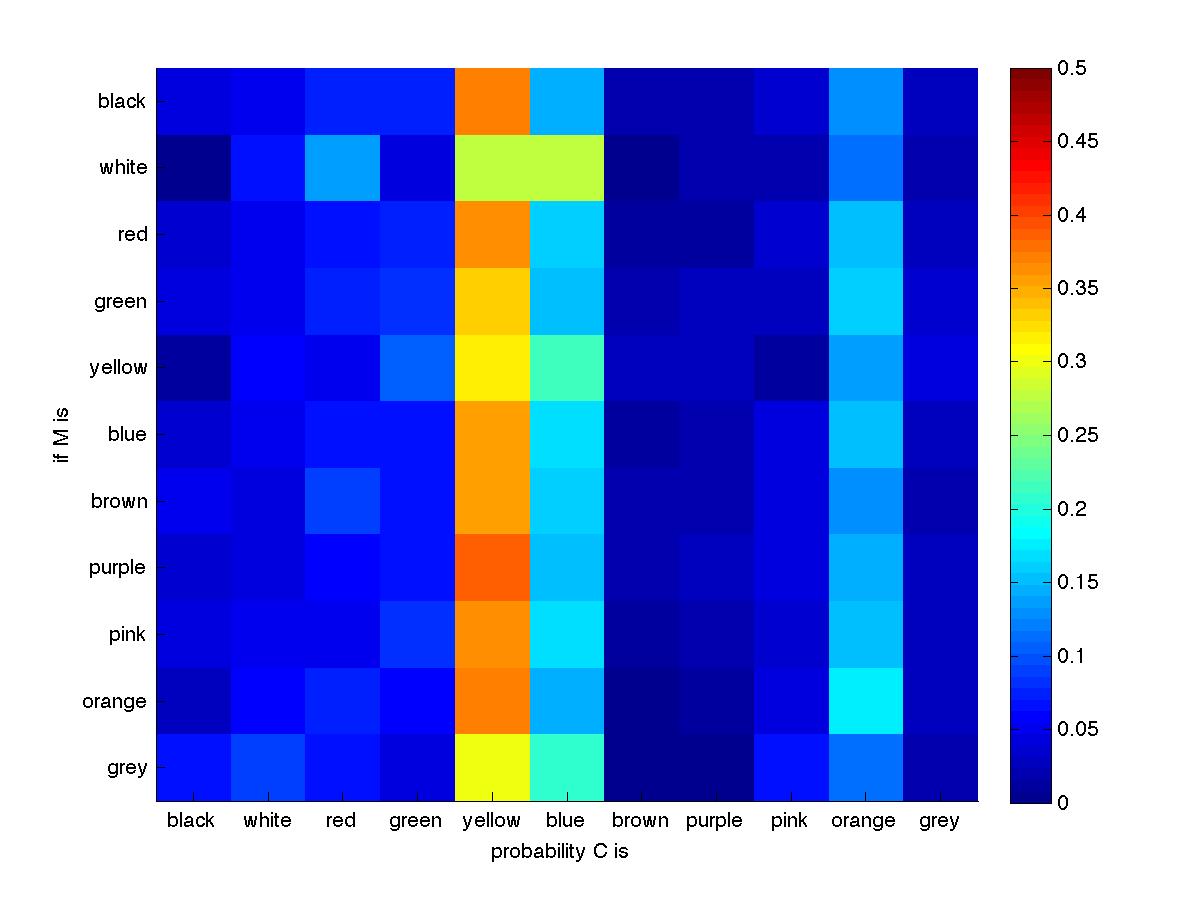 0.5
black
0.45
white
0.4
red
0.35
green
0.3
yellow
0.25
if M is
blue
0.2
brown
0.15
purple
0.1
pink
0.05
orange
grey
0
black white red green yellow blue brown purple pink orange grey
probability C is